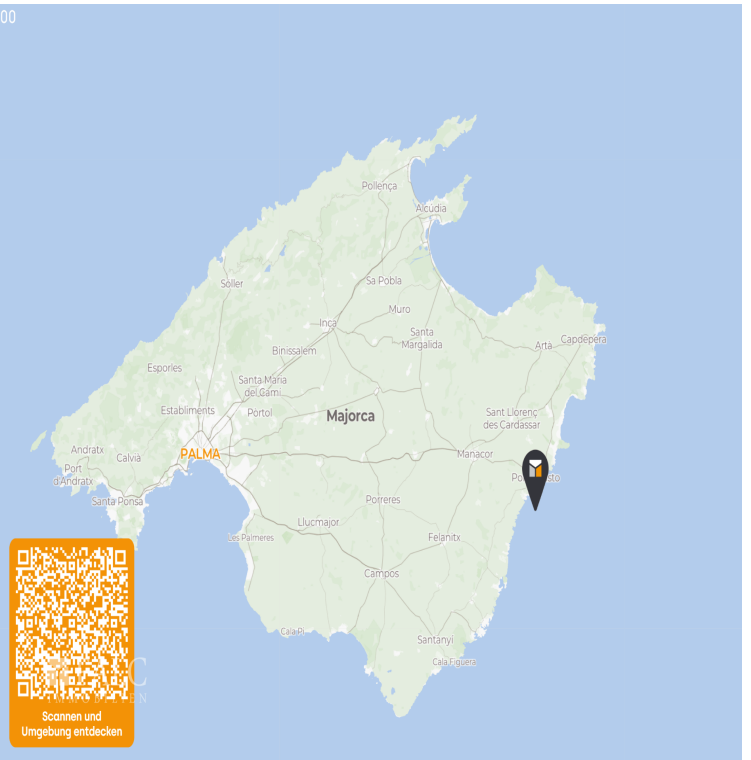 00
Pollença
Alcúdia
Sóller
Sa Pobla
Muro
Inca
Santa
Margalida
Binissalem
Artà
Capdepera
Esporles
Santa Maria
del Camí
Establiments
Pòrtol
Majorca
Sant Llorenç
des Cardassar
Andratx
Calvià
PALMA
Manacor
Port
d'Andratx
Santa Ponsa
Porreres
Llucmajor
Les Palmeres
Felanitx
Campos
Cala Pi
Santanyí
Cala Figuera
IMMOBILIEN
Scannen und
Umgebung entdecken